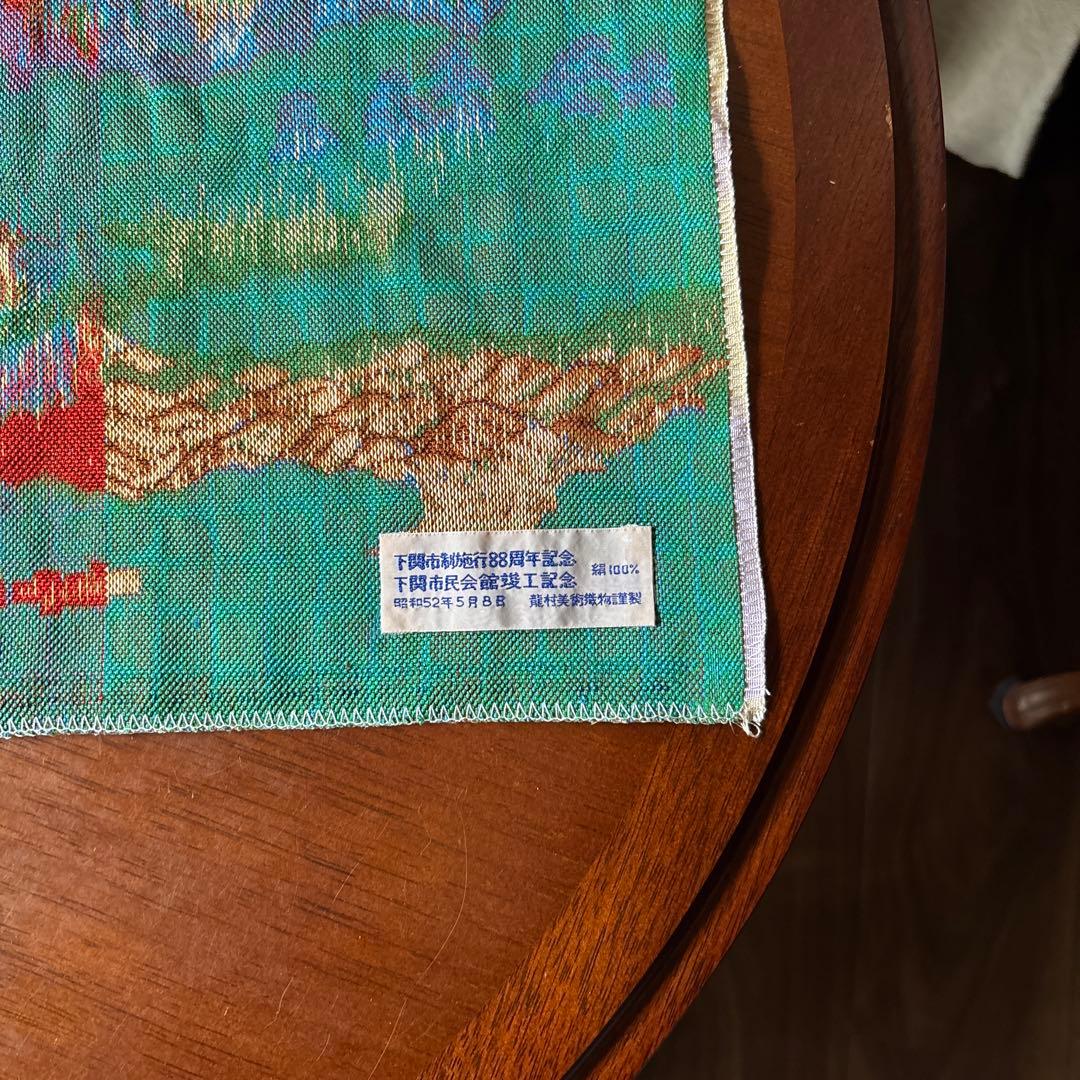 下関市制施行88周年記念
下関市民会館竣工記念 絹100%
昭和52年5月8日 龍村美術織物謹製